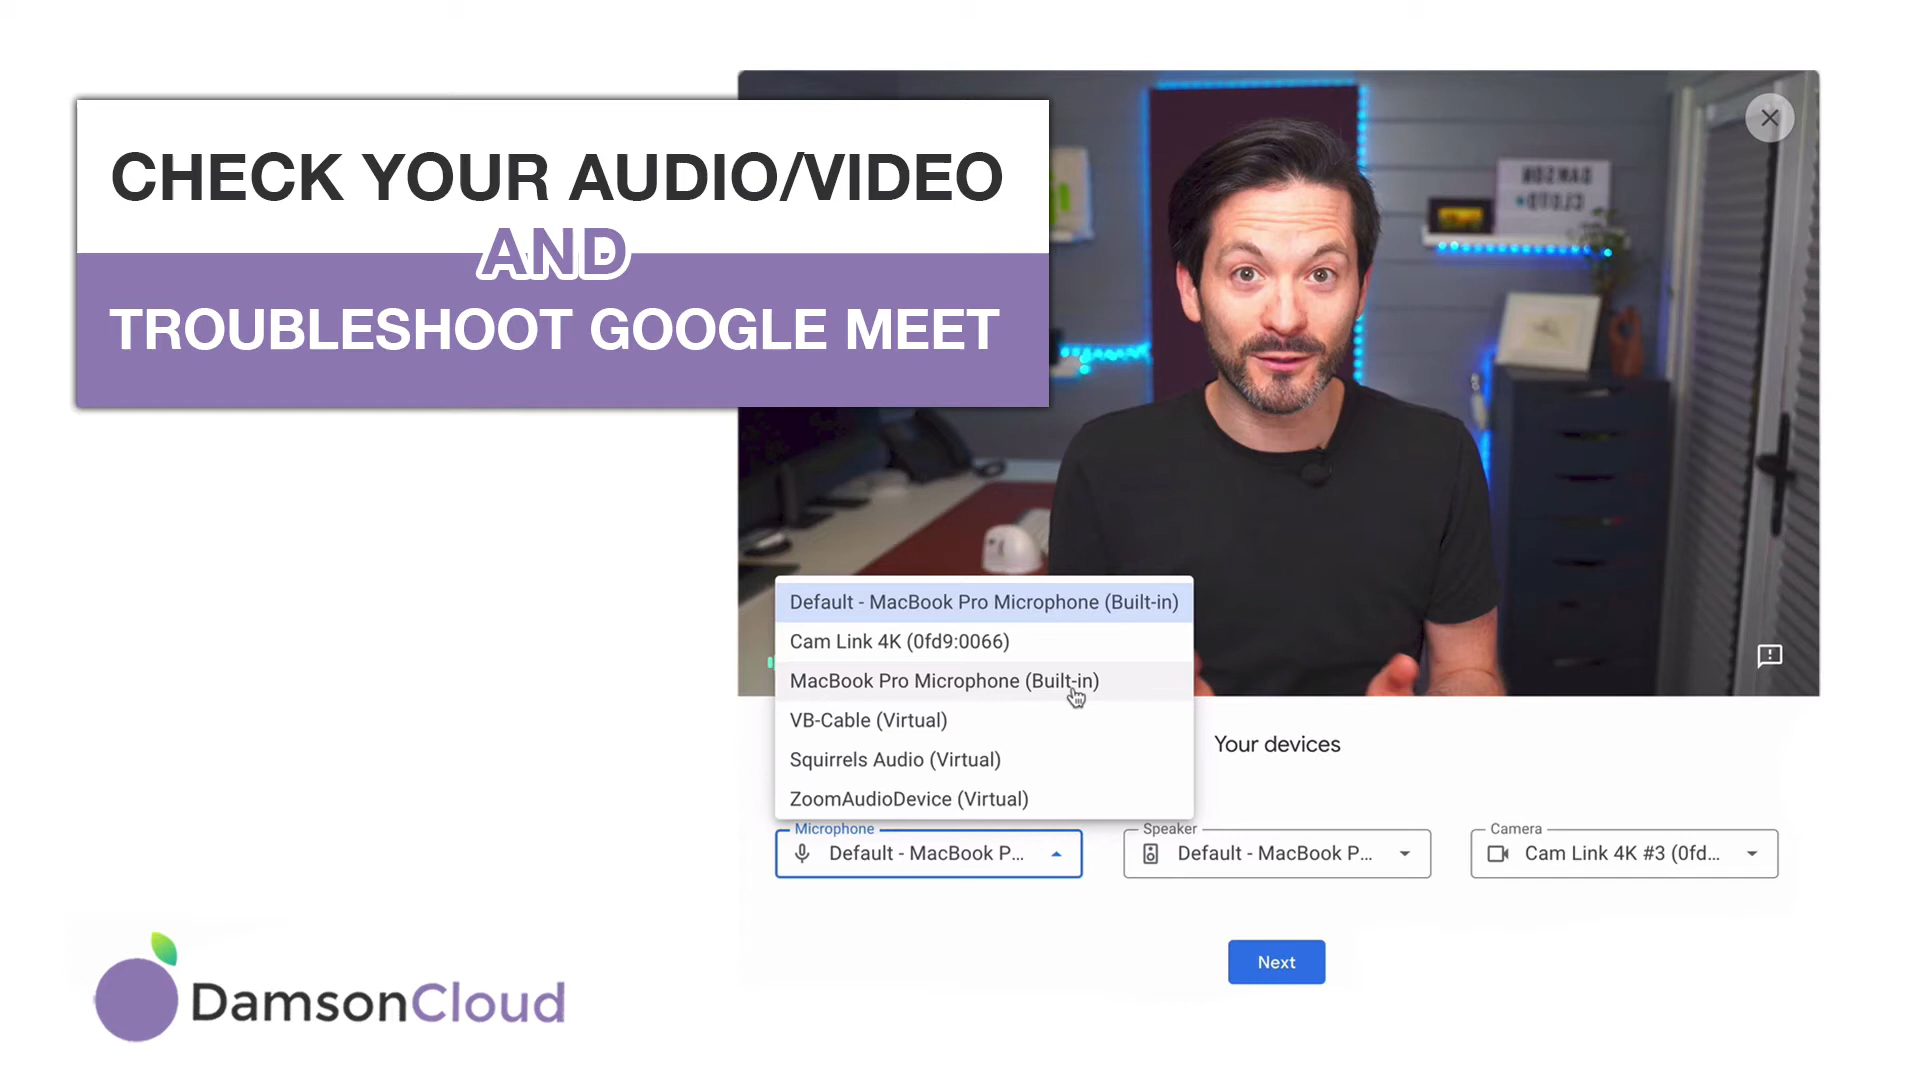 CHECK YOUR AUDIO/VIDEO
AND
TROUBLESHOOT GOOGLE MEET
DAMSON
CLOUD
Default - MacBook Pro Microphone (Built-in)
Cam Link 4K (0fd9:0066)
MacBook Pro Microphone (Built-in)
VB-Cable (Virtual)
Squirrels Audio (Virtual)
ZoomAudioDevice (Virtual)
Your devices
Microphone
Default - MacBook P...
Speaker
Default - MacBook P...
Camera
Cam Link 4K #3 (0fd...
Next
DamsonCloud